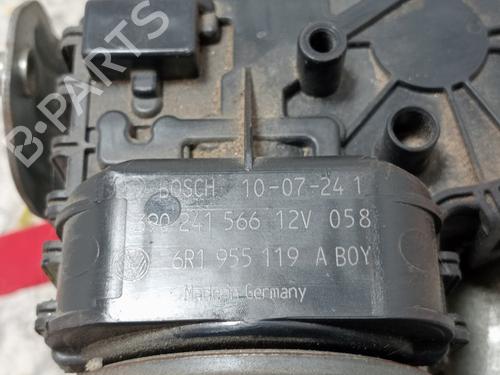 B-PARTS
BOSCH 10-07-24 1
390 241 566 12V 058
6R1 955 119 A BOY
Made in Germany